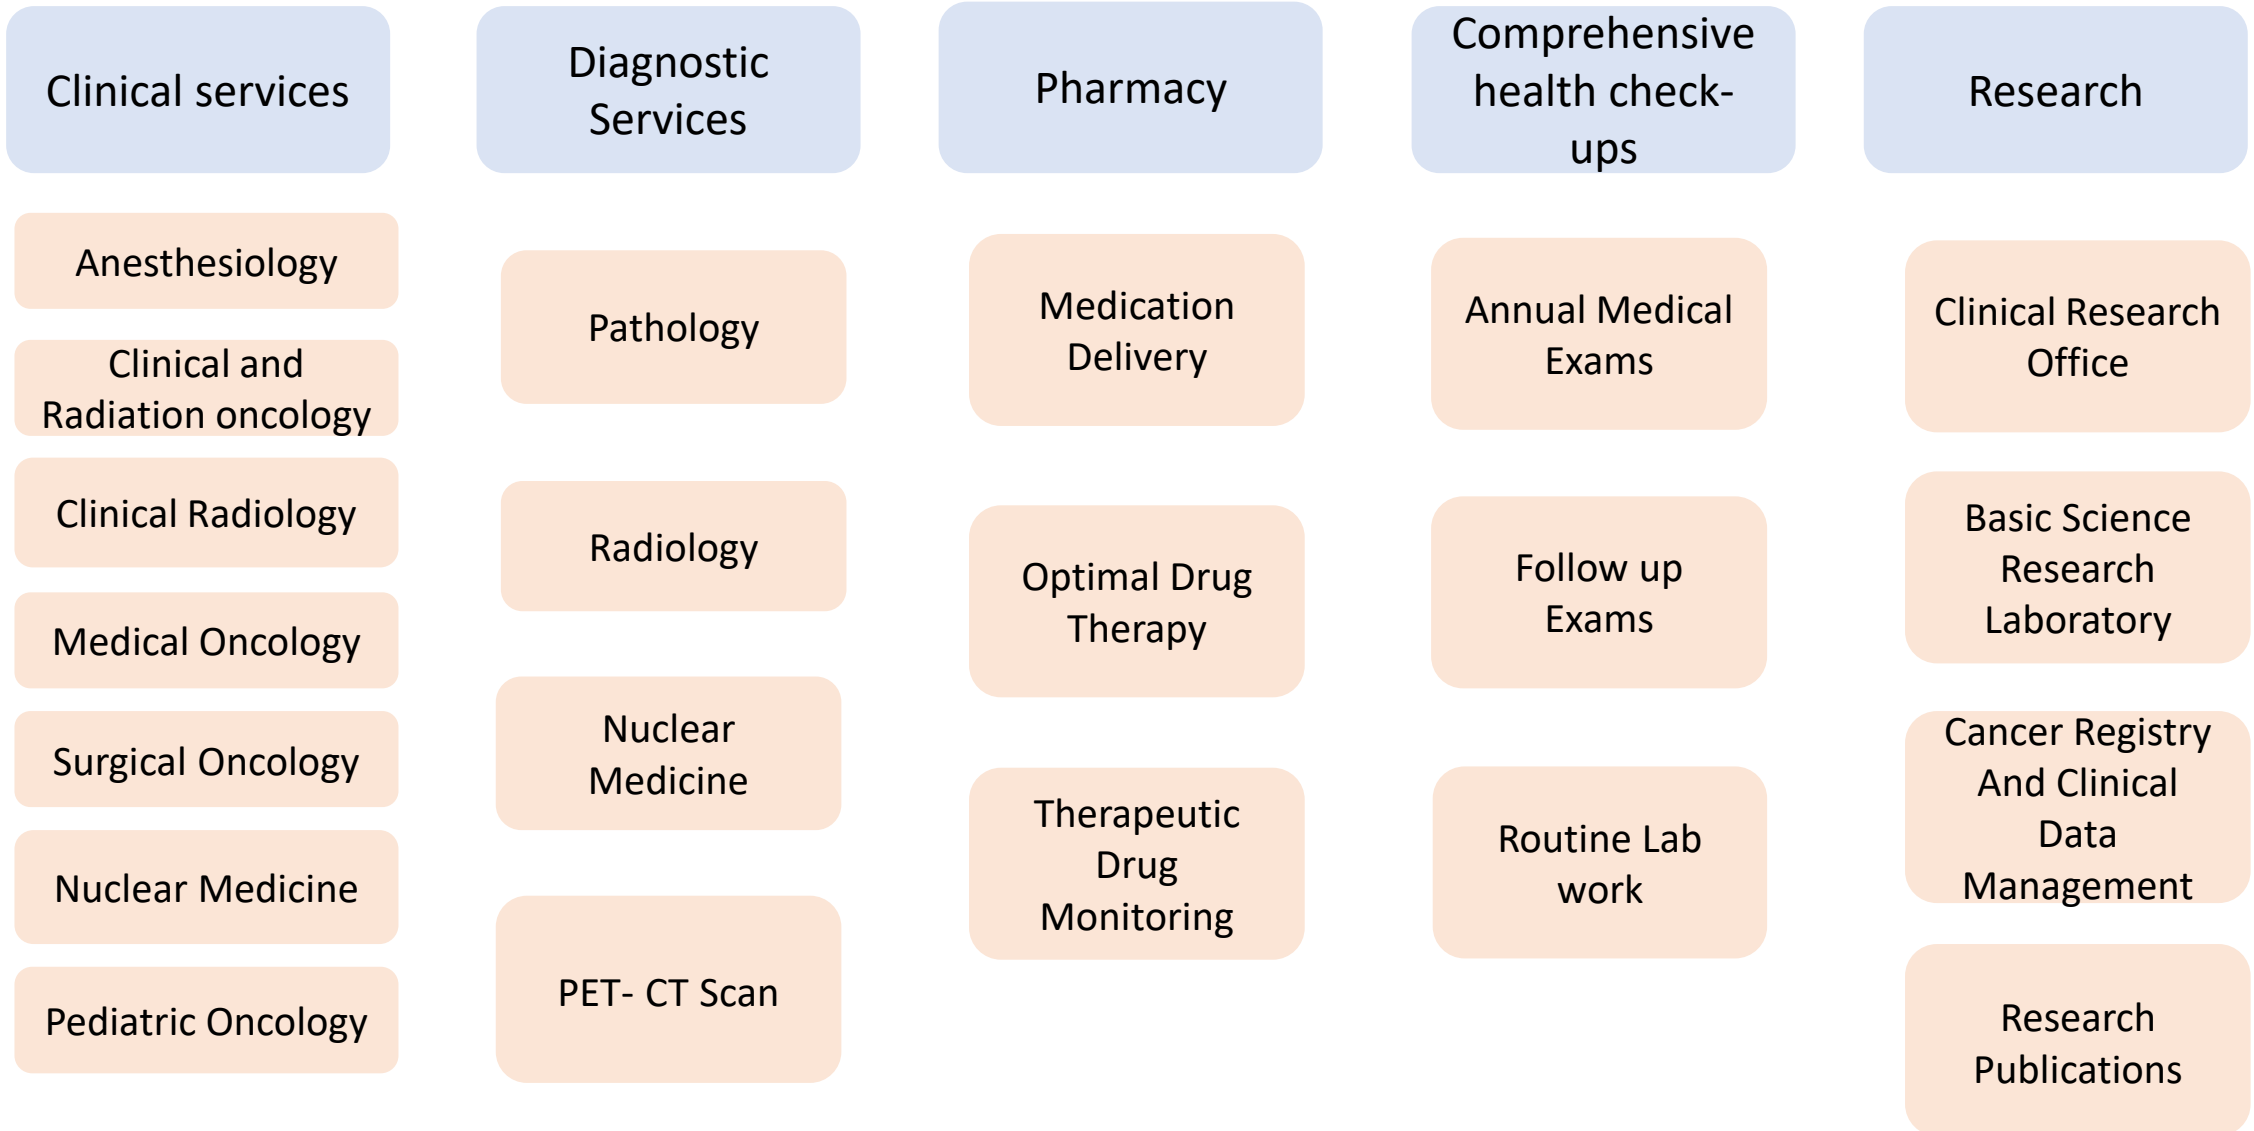 Clinical services
Diagnostic
Services
Pharmacy
Comprehensive
health check-
ups
Research
Anesthesiology
Clinical and
Radiation oncology
Clinical Radiology
Medical Oncology
Surgical Oncology
Nuclear Medicine
Pediatric Oncology
Pathology
Radiology
Nuclear
Medicine
PET- CT Scan
Medication
Delivery
Optimal Drug
Therapy
Therapeutic
Drug
Monitoring
Annual Medical
Exams
Follow up
Exams
Routine Lab
work
Clinical Research
Office
Basic Science
Research
Laboratory
Cancer Registry
And Clinical
Data
Management
Research
Publications